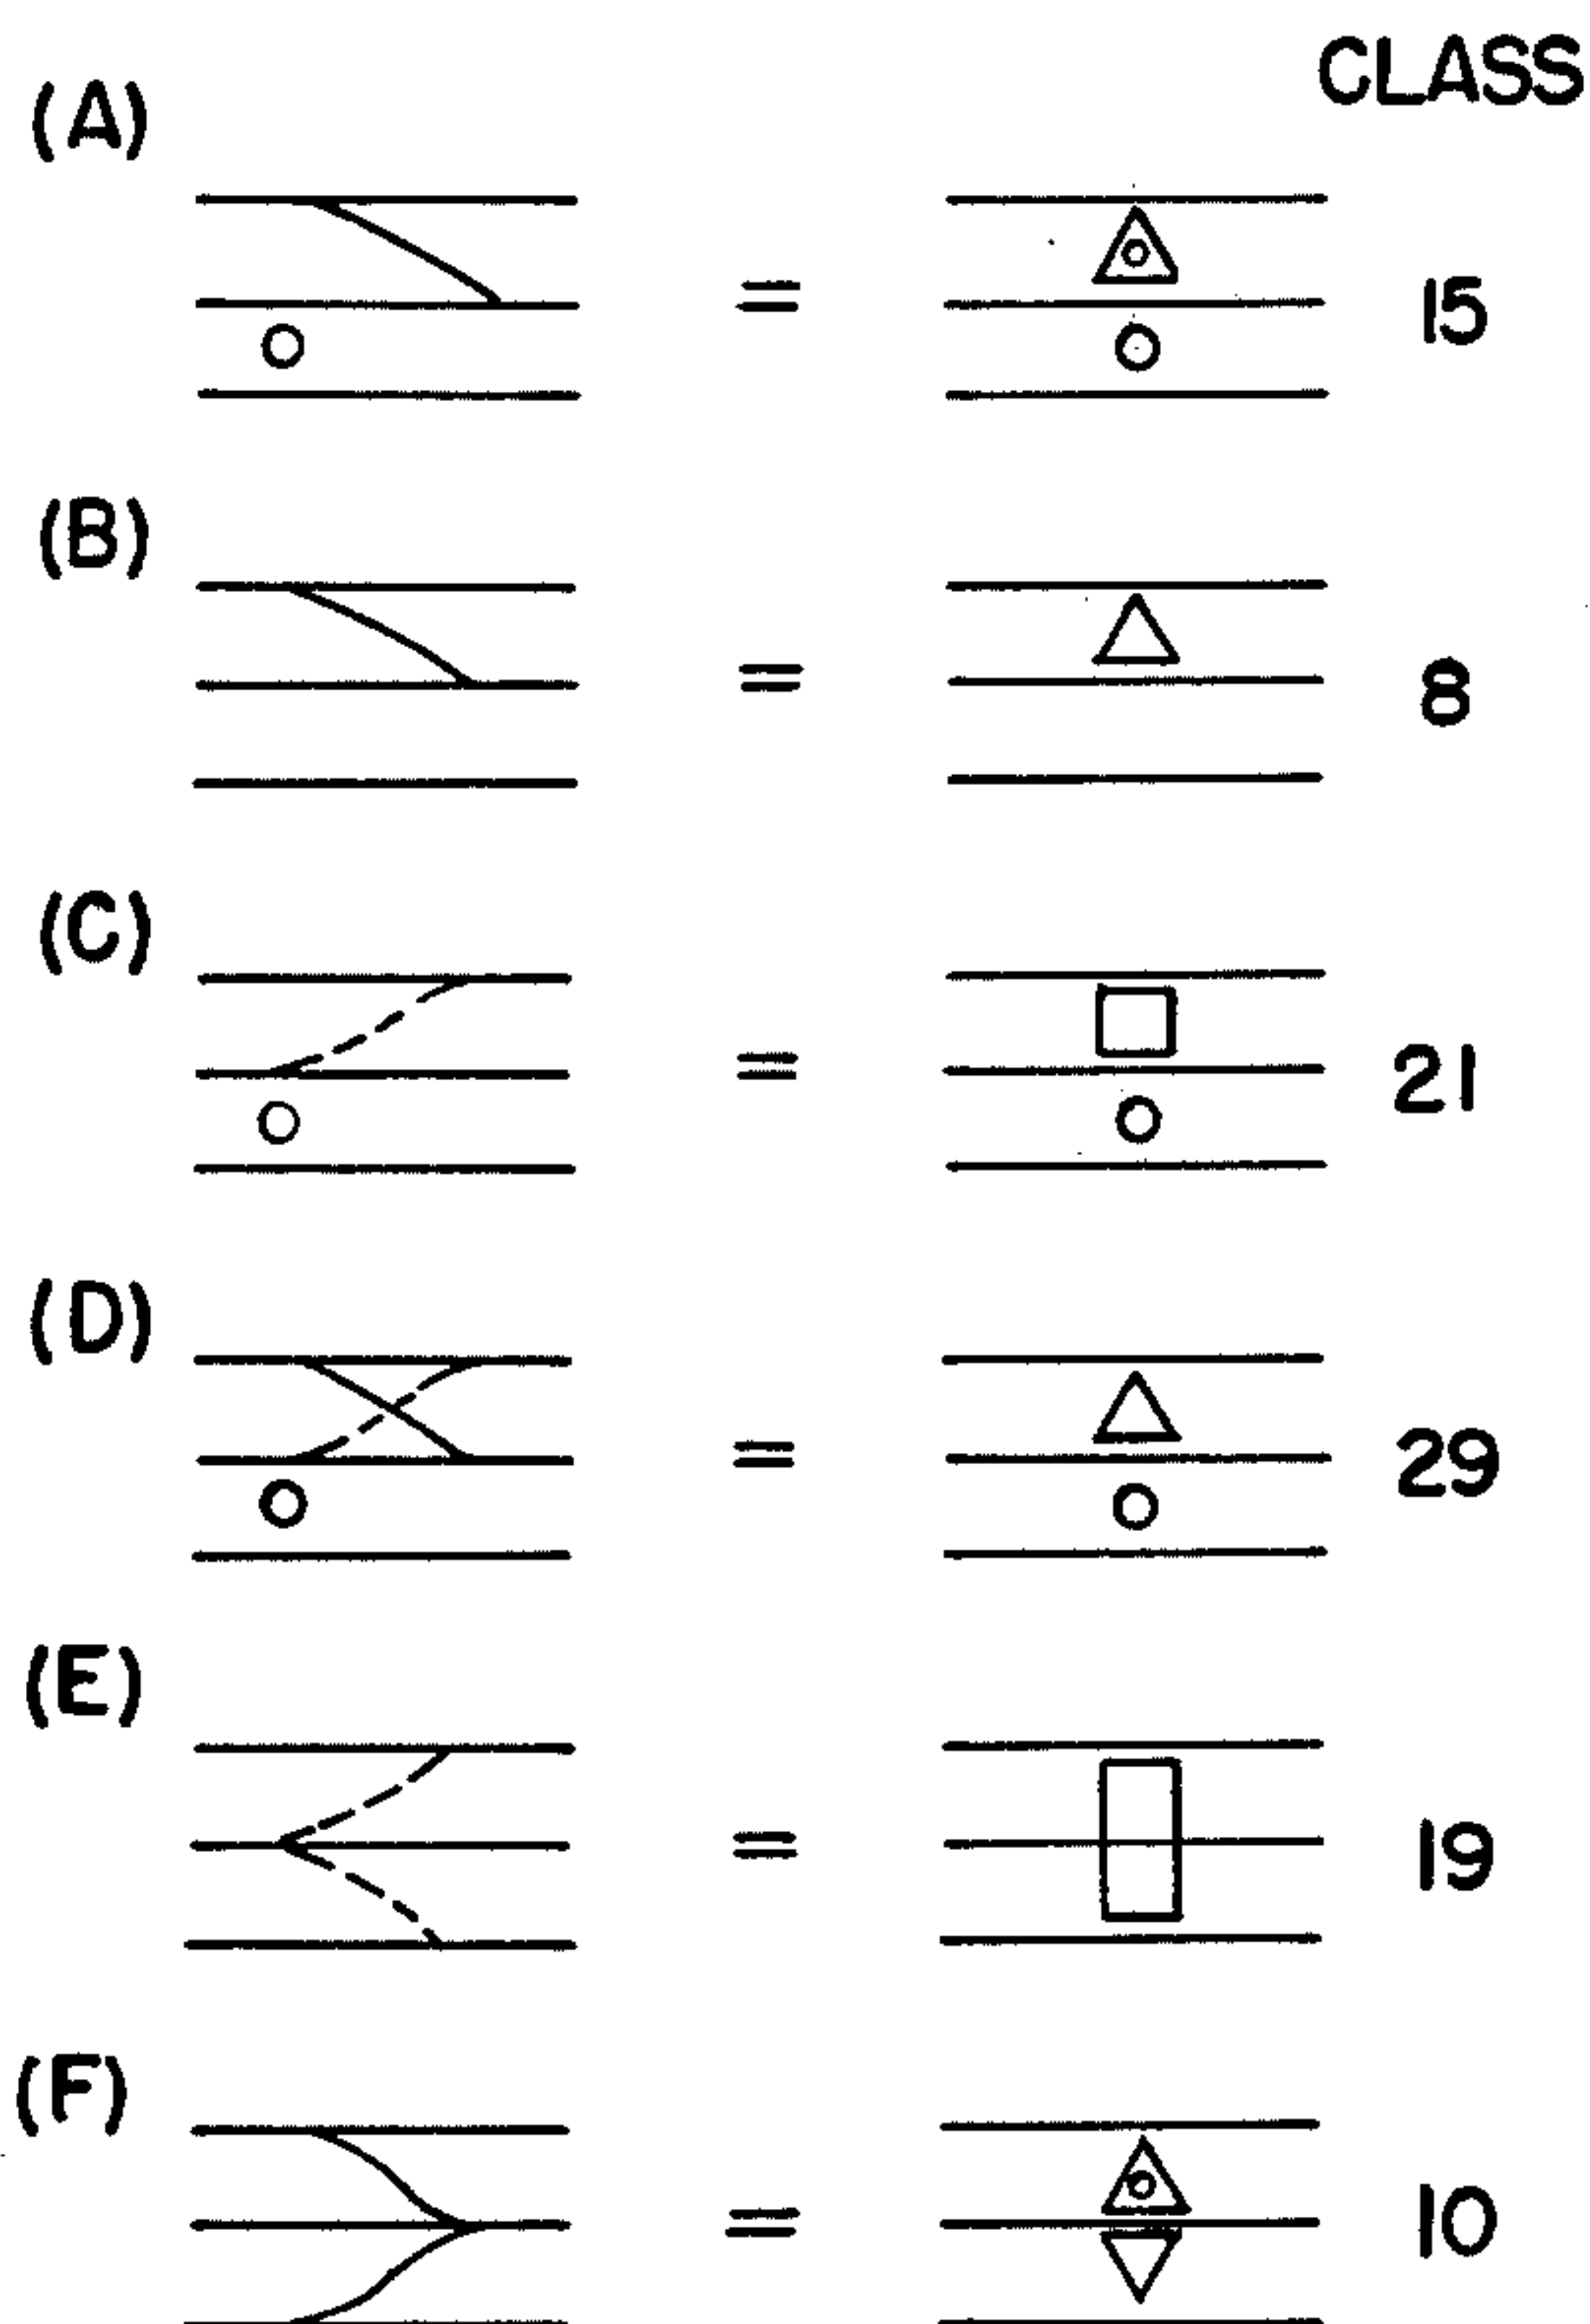 CLASS
(A)
= 15
(B)
= 8
(C)
= 21
(D)
= 29
(E)
= 19
(F)
= 10